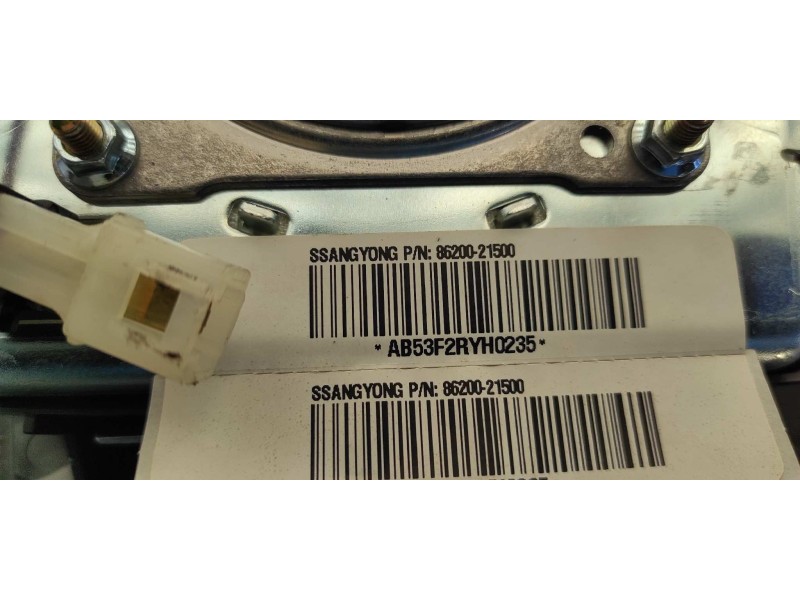 SSANGYONG P/N: 86200-21500
* AB53F2RYH0235 *
SSANGYONG P/N: 86200-21500